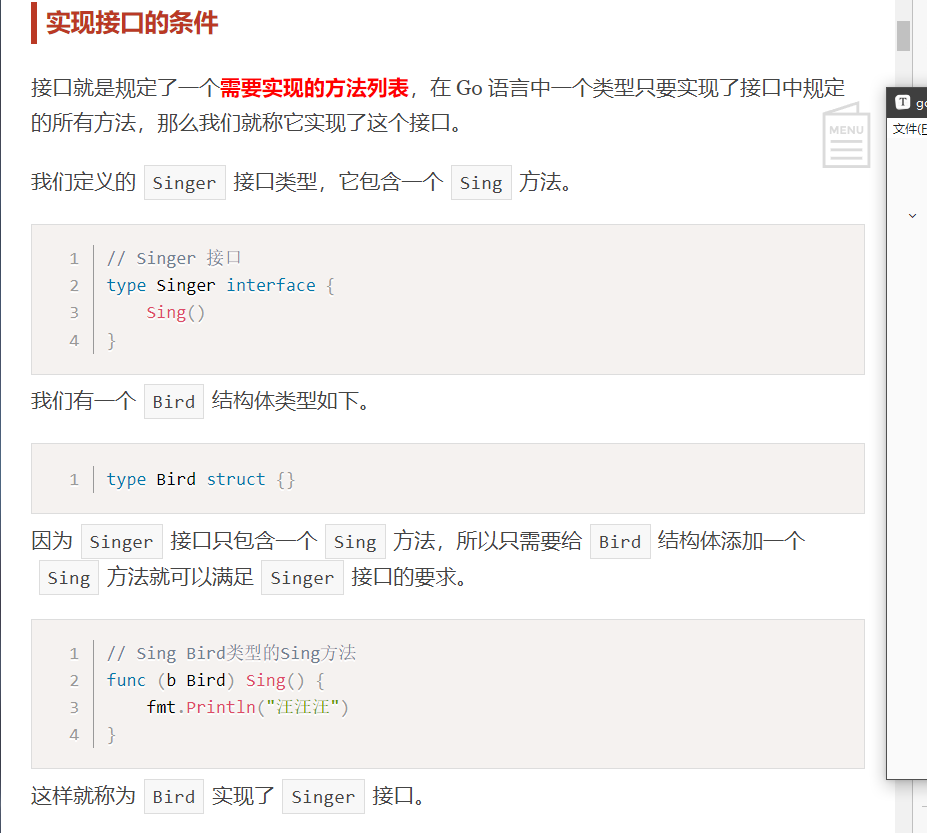 实现接口的条件
接口就是规定了一个需要实现的方法列表，在 Go 语言中一个类型只要实现了接口中规定
的所有方法，那么我们就称它实现了这个接口。
MENU
我们定义的 Singer 接口类型，它包含一个 Sing 方法。
1 // Singer 接口
2 type Singer interface {
3 Sing()
4 }
我们有一个 Bird 结构体类型如下。
1 type Bird struct {}
因为 Singer 接口只包含一个 Sing 方法，所以只需要给 Bird 结构体添加一个
Sing 方法就可以满足 Singer 接口的要求。
1 // Sing Bird类型的Sing方法
2 func (b Bird) Sing() {
3 fmt.Println("汪汪汪")
4 }
这样就称为 Bird 实现了 Singer 接口。
T go
文件(